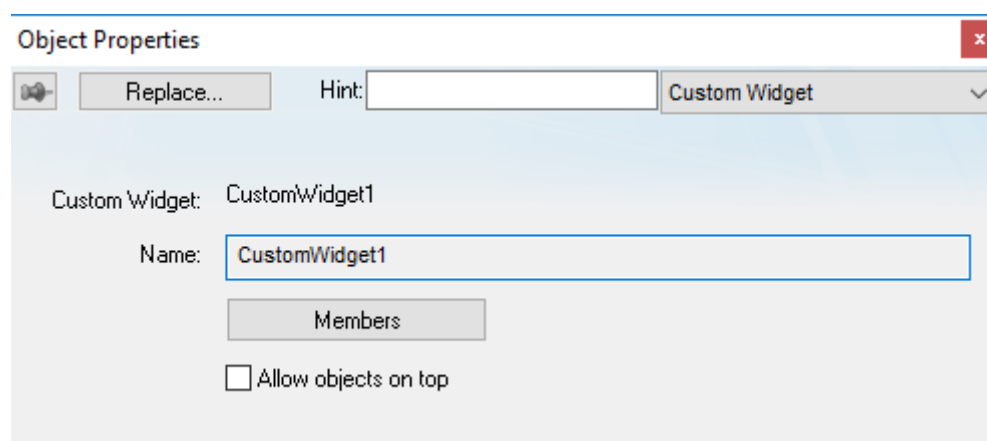 Object Properties x
Replace... Hint: Custom Widget
Custom Widget: CustomWidget1
Name: CustomWidget1
Members
Allow objects on top